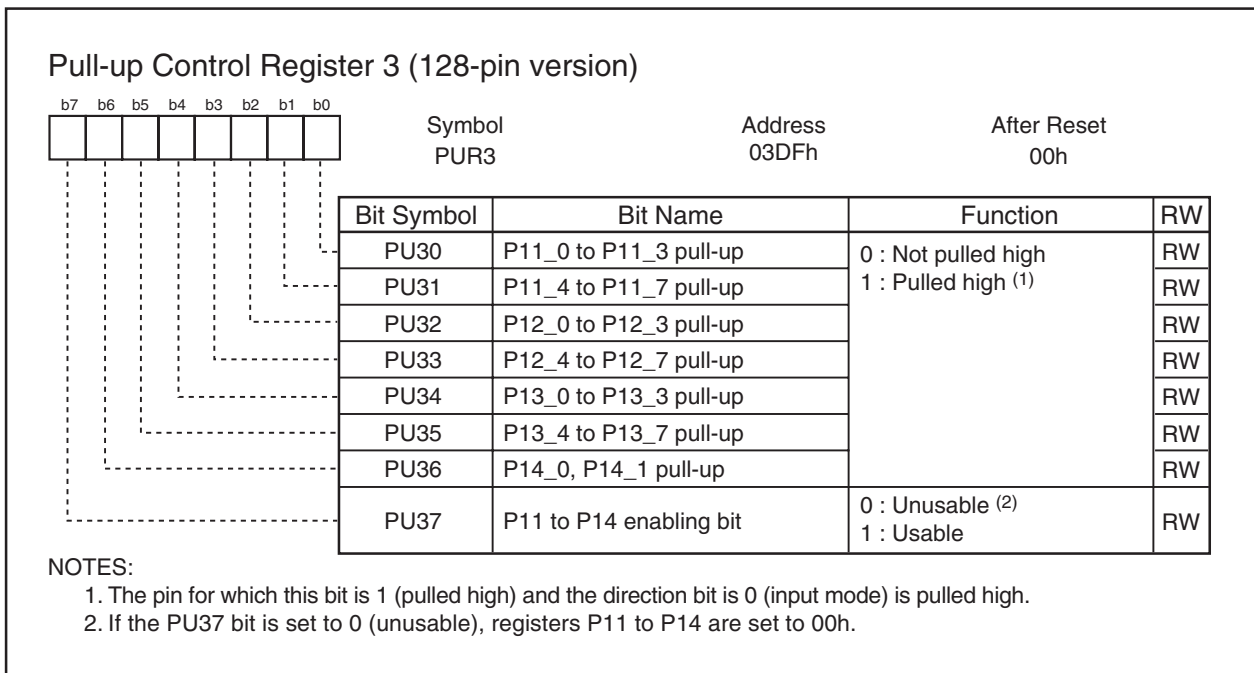 Pull-up Control Register 3 (128-pin version)
b7 b6 b5 b4 b3 b2 b1 b0
Symbol Address After Reset
PUR3 03DFh 00h
Bit Symbol Bit Name Function RW
PU30 P11_0 to P11_3 pull-up 0 : Not pulled high RW
PU31 P11_4 to P11_7 pull-up 1 : Pulled high (1) RW
PU32 P12_0 to P12_3 pull-up RW
PU33 P12_4 to P12_7 pull-up RW
PU34 P13_0 to P13_3 pull-up RW
PU35 P13_4 to P13_7 pull-up RW
PU36 P14_0, P14_1 pull-up RW
PU37 P11 to P14 enabling bit 0 : Unusable (2) RW
1 : Usable
NOTES:
1. The pin for which this bit is 1 (pulled high) and the direction bit is 0 (input mode) is pulled high.
2. If the PU37 bit is set to 0 (unusable), registers P11 to P14 are set to 00h.